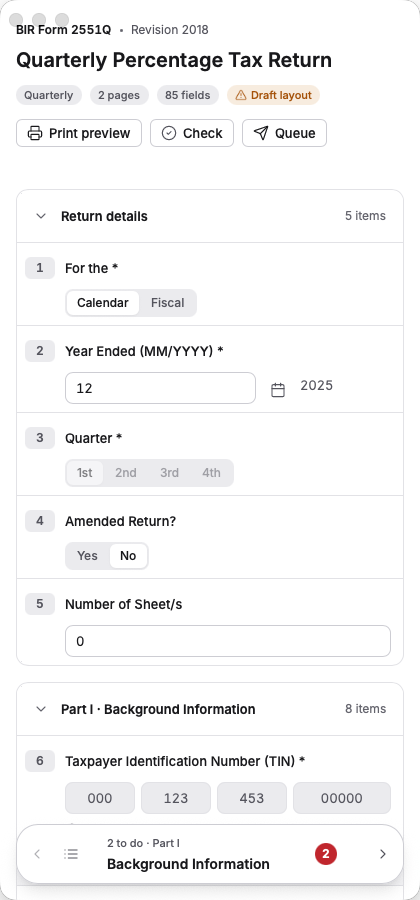 BIR Form 2551Q • Revision 2018
Quarterly Percentage Tax Return
Quarterly 2 pages 85 fields Draft layout
Print preview Check Queue
Return details 5 items
1 For the *
Calendar Fiscal
2 Year Ended (MM/YYYY) *
12 2025
3 Quarter *
1st 2nd 3rd 4th
4 Amended Return?
Yes No
5 Number of Sheet/s
0
Part I · Background Information 8 items
6 Taxpayer Identification Number (TIN) *
000 123 453 00000
2 to do · Part I
Background Information 2